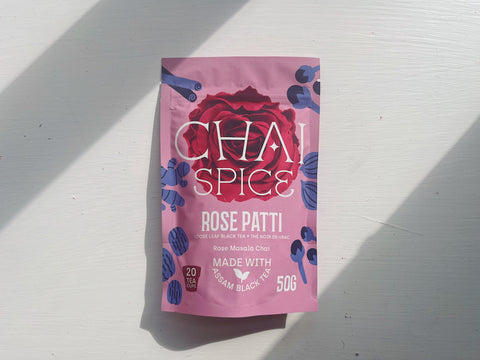 CHAI
SPICE
ROSE PATTI
LOOSE LEAF BLACK TEA • THÉ NOIR EN VRAC
Rose Masala Chai
MADE WITH
ASSAM BLACK TEA
20
TEA
CUPS
50G